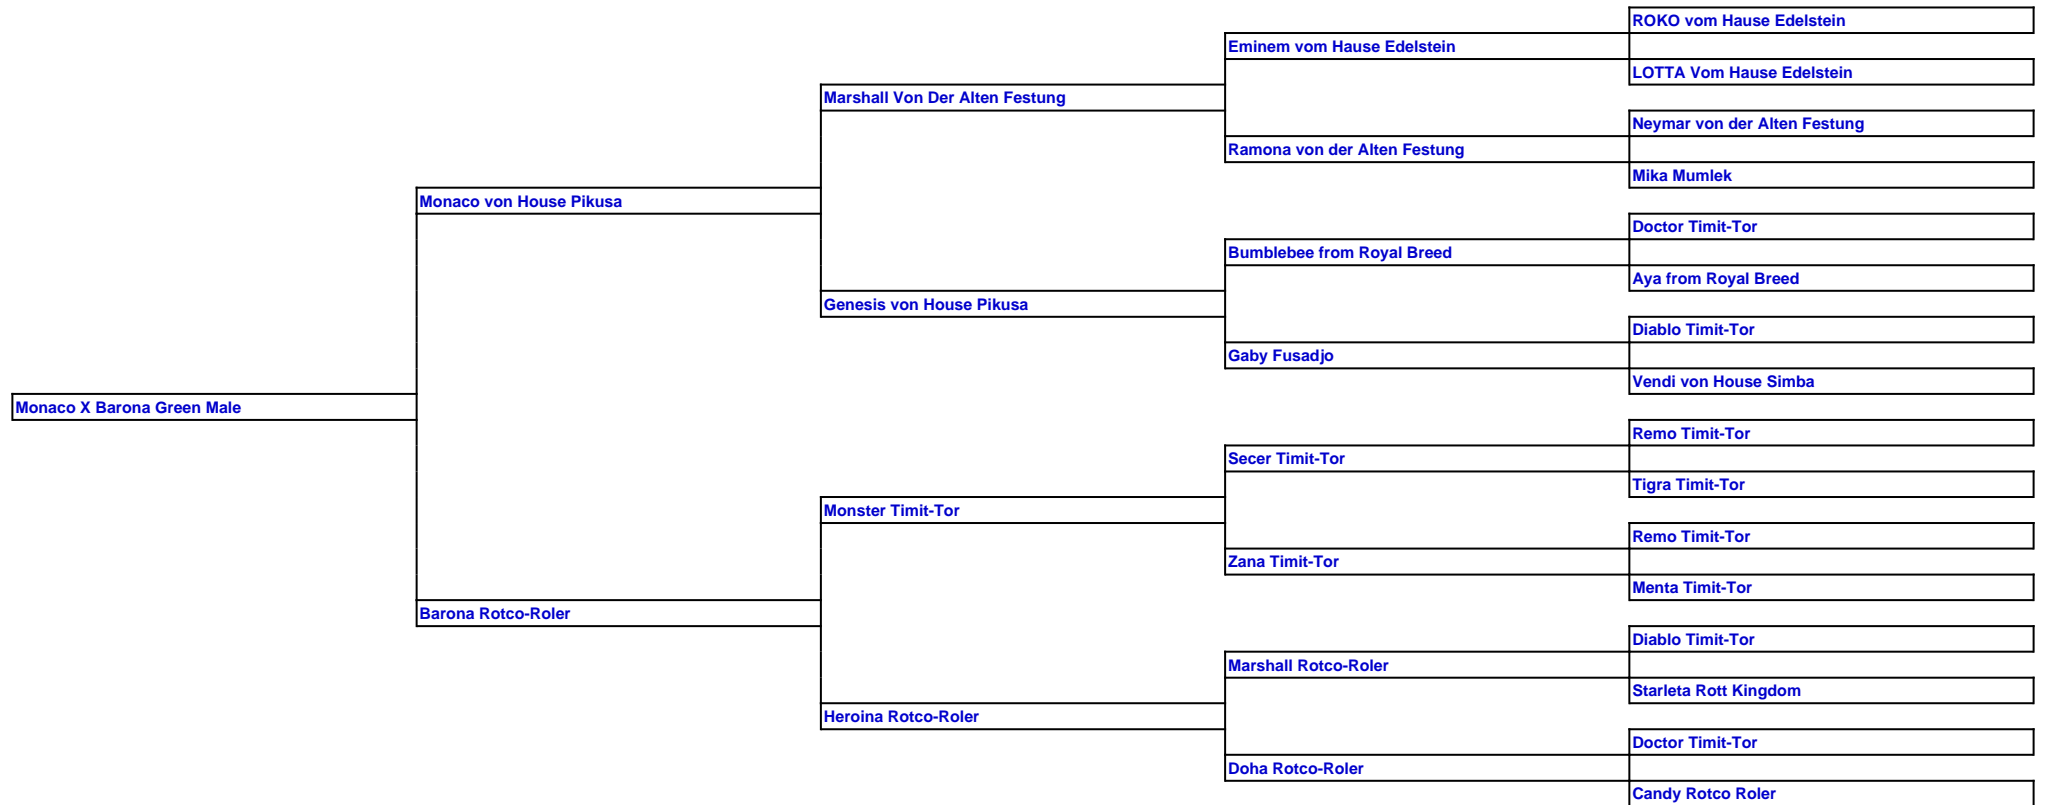 ROKO vom Hause Edelstein
Eminem vom Hause Edelstein
LOTTA Vom Hause Edelstein
Marshall Von Der Alten Festung
Neymar von der Alten Festung
Ramona von der Alten Festung
Mika Mumlek
Monaco von House Pikusa
Doctor Timit-Tor
Bumblebee from Royal Breed
Aya from Royal Breed
Genesis von House Pikusa
Diablo Timit-Tor
Gaby Fusadjo
Vendi von House Simba
Monaco X Barona Green Male
Remo Timit-Tor
Secer Timit-Tor
Tigra Timit-Tor
Monster Timit-Tor
Remo Timit-Tor
Zana Timit-Tor
Menta Timit-Tor
Barona Rotco-Roler
Diablo Timit-Tor
Marshall Rotco-Roler
Starleta Rott Kingdom
Heroina Rotco-Roler
Doctor Timit-Tor
Doha Rotco-Roler
Candy Rotco Roler